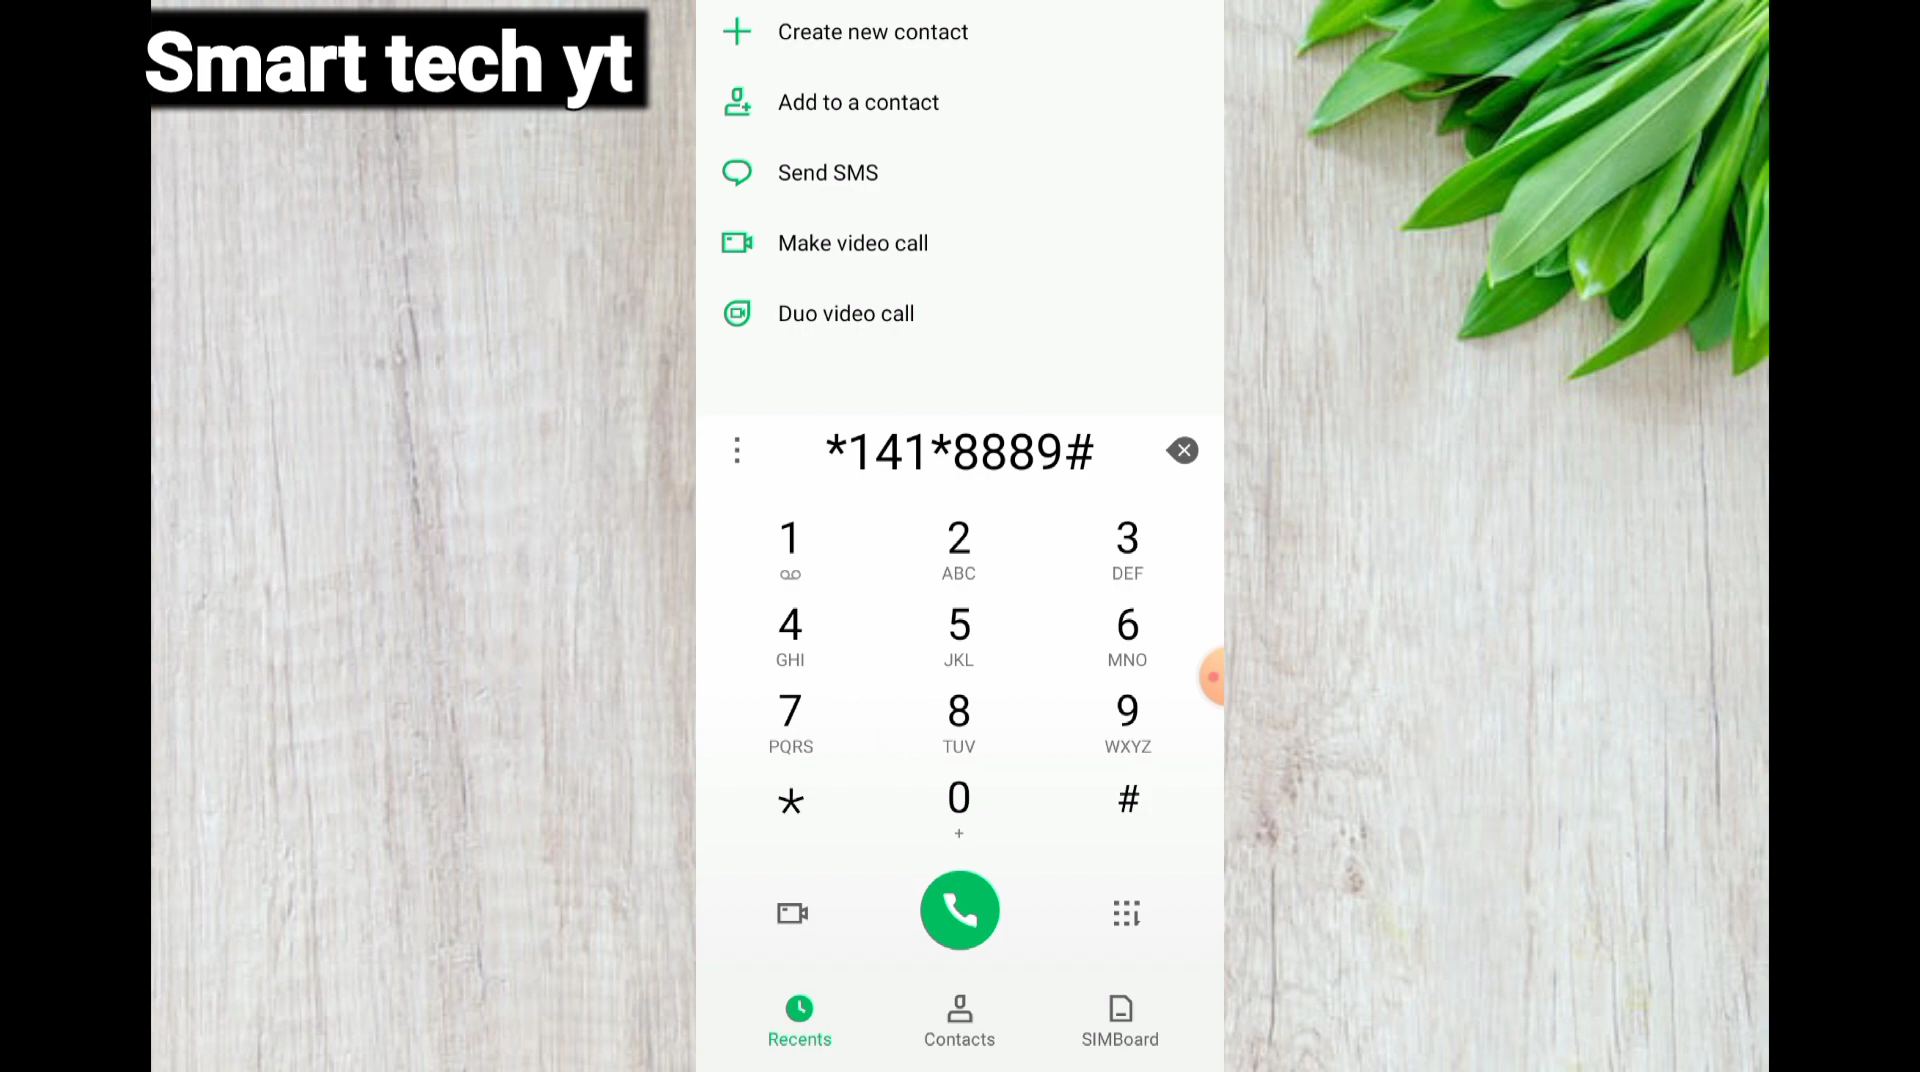 Smart tech yt
Create new contact
Add to a contact
Send SMS
Make video call
Duo video call
*141*8889#
1 2 3
ABC DEF
4 5 6
GHI JKL MNO
7 8 9
PQRS TUV WXYZ
* 0 #
+
Recents Contacts SIMBoard